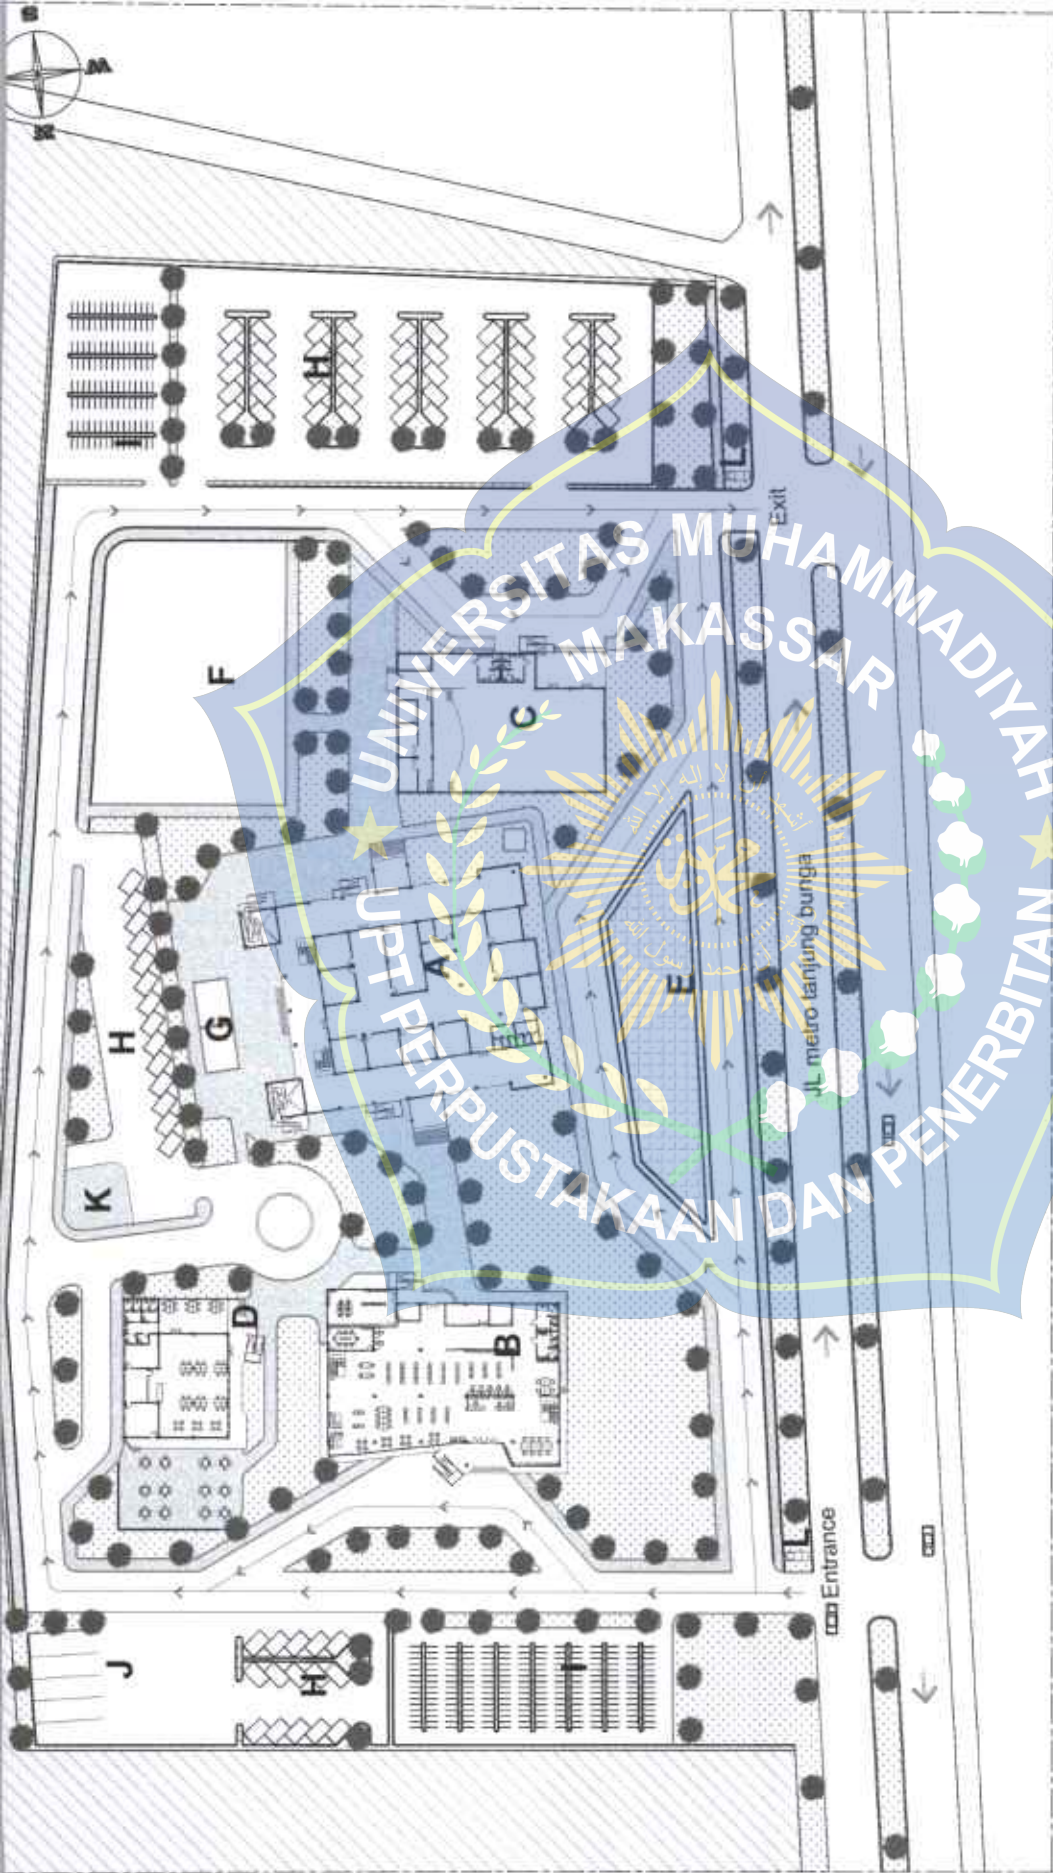 S
W
N
H
I
L
Exit
F
C
A
E
G
H
K
JL metro tanjung bunga
D
B
L
Entrance
J
H
I
UNIVERSITAS MUHAMMADIYAH
MAKASSAR
UPT PERPUSTAKAAN DAN PENERBITAN